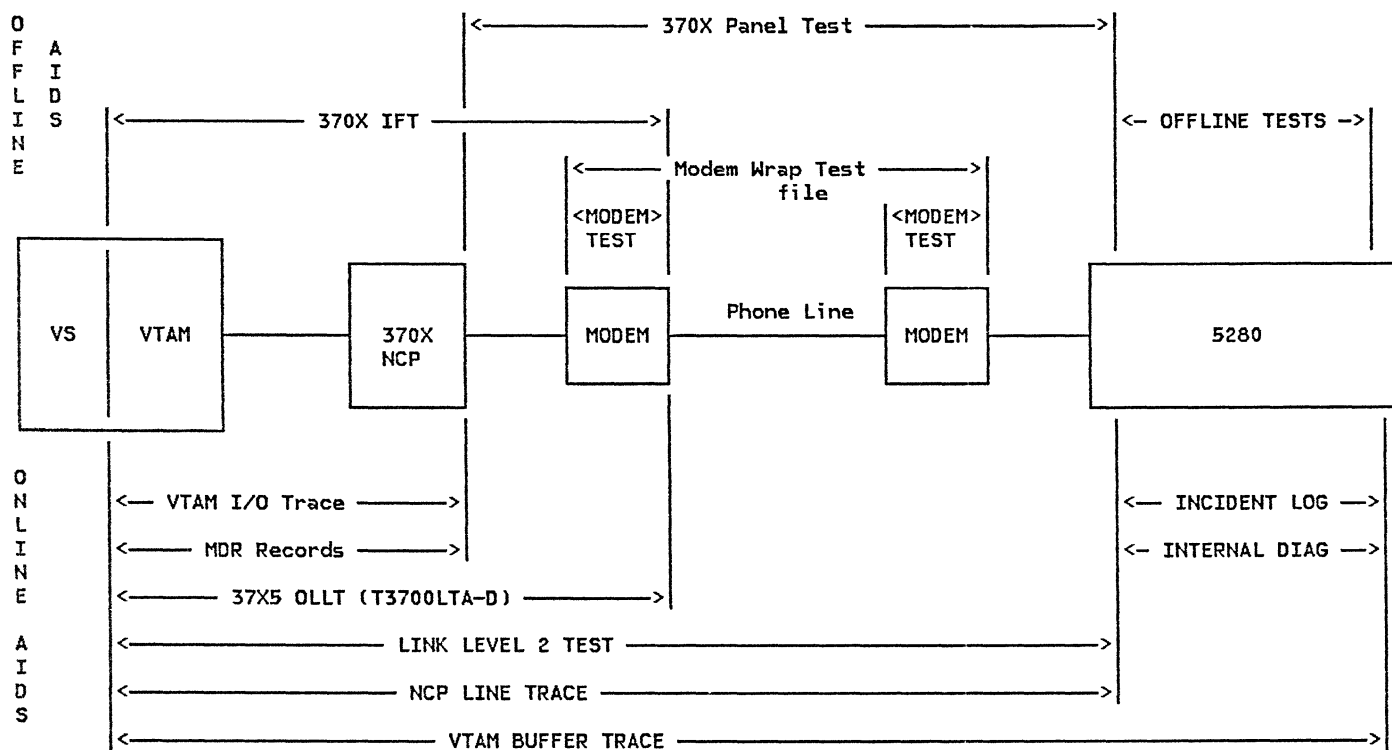 OFFLINE AIDS
370X Panel Test
<— 370X IFT —>
<- OFFLINE TESTS ->
Modem Wrap Test
file
<MODEM>
TEST
<MODEM>
TEST
VS
VTAM
370X
NCP
MODEM
Phone Line
MODEM
5280
ONLINE AIDS
<— VTAM I/O Trace —>
<— INCIDENT LOG —>
<— MDR Records —>
<- INTERNAL DIAG ->
<— 37X5 OLLT (T3700LTA-D) —>
<— LINK LEVEL 2 TEST —>
<— NCP LINE TRACE —>
<— VTAM BUFFER TRACE —>